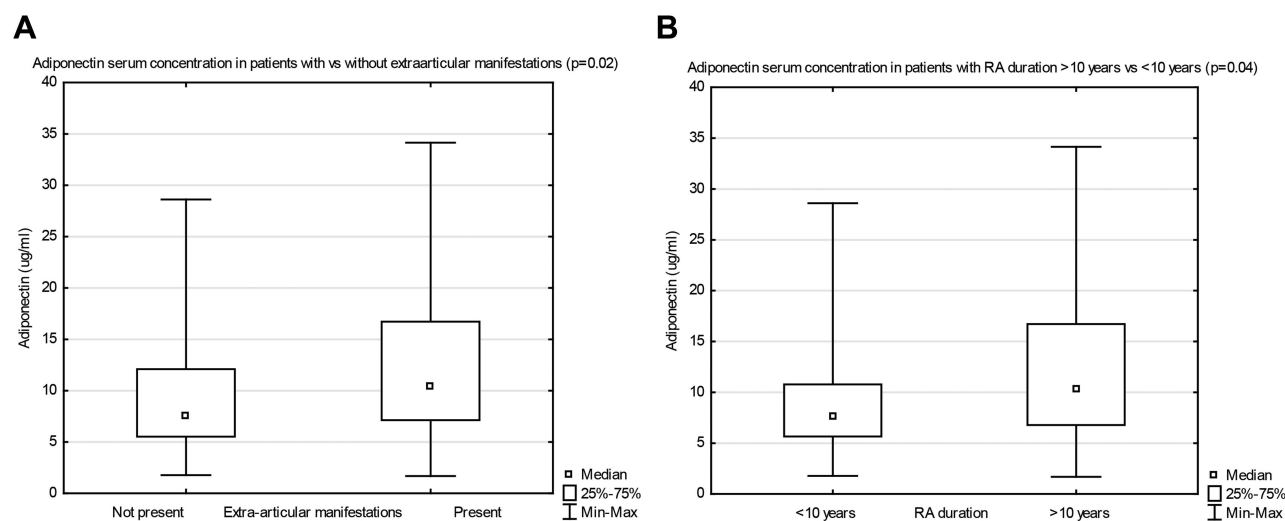 A
Adiponectin serum concentration in patients with vs without extraarticular manifestations (p=0.02)
40
35
30
25
20
15
10
5
0
Adiponectin (ug/ml)
Not present Extra-articular manifestations Present
Median
25%-75%
Min-Max
B
Adiponectin serum concentration in patients with RA duration >10 years vs <10 years (p=0.04)
40
35
30
25
20
15
10
5
0
Adiponectin (ug/ml)
<10 years RA duration >10 years
Median
25%-75%
Min-Max